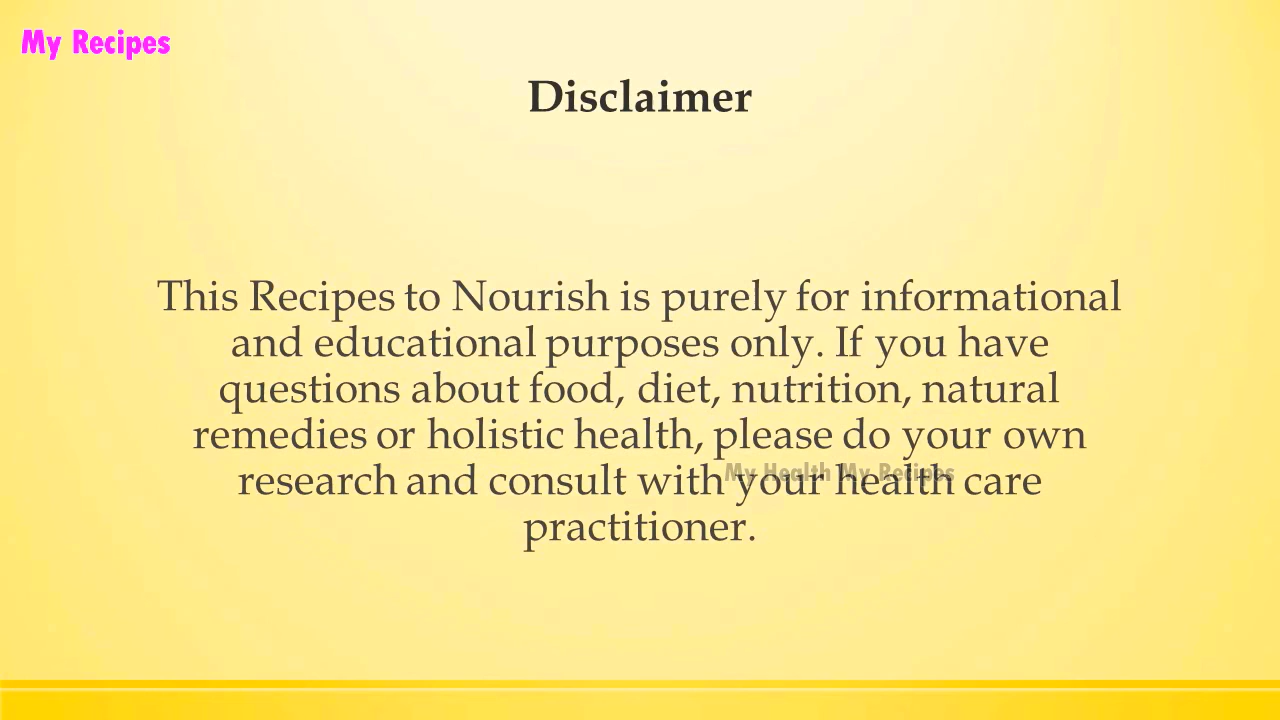 My Recipes
Disclaimer
This Recipes to Nourish is purely for informational
and educational purposes only. If you have
questions about food, diet, nutrition, natural
remedies or holistic health, please do your own
research and consult with your health care
My Health My Recipes
practitioner.